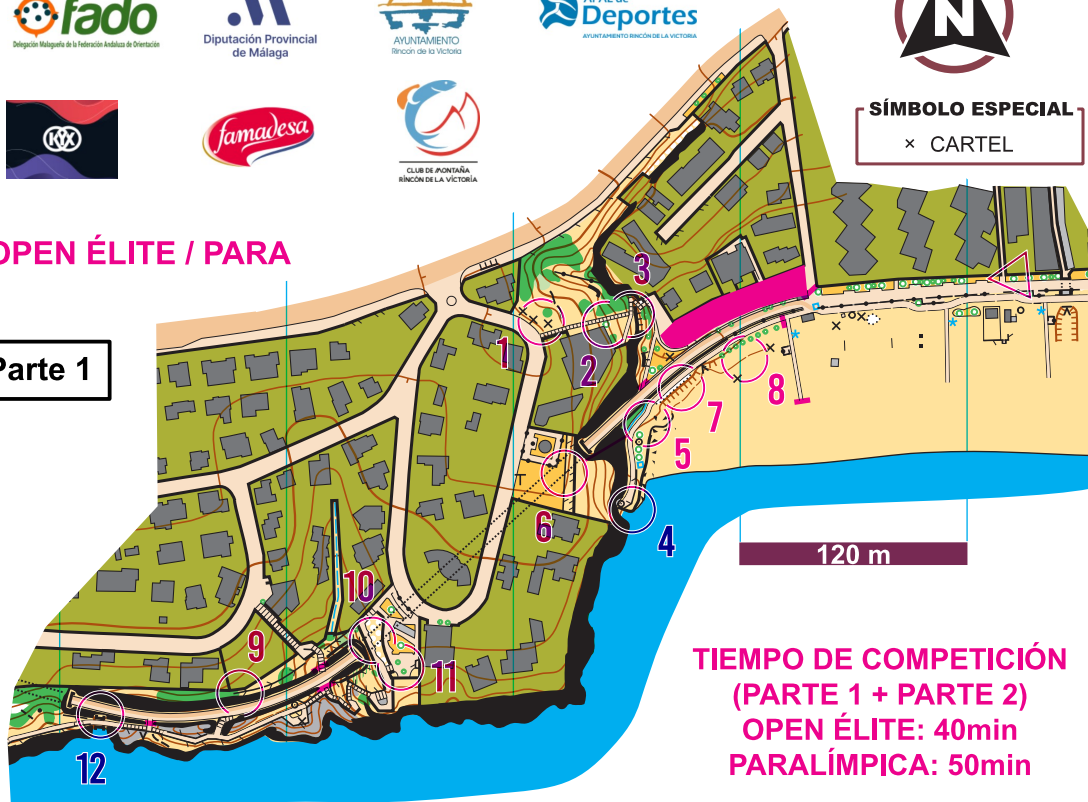 fado
Delegación Malagueña de la Federación Andaluza de Orientación
Diputación Provincial
de Málaga
AYUNTAMIENTO
Rincón de la Victoria
Deportes
AYUNTAMIENTO RINCÓN DE LA VICTORIA
N
famadesa
CLUB DE MONTAÑA
RINCÓN DE LA VÍCTORÍA
SÍMBOLO ESPECIAL
× CARTEL
OPEN ÉLITE / PARA
Parte 1
3
1
2
8
7
5
6
4
10
9
11
12
120 m
TIEMPO DE COMPETICIÓN
(PARTE 1 + PARTE 2)
OPEN ÉLITE: 40min
PARALÍMPICA: 50min